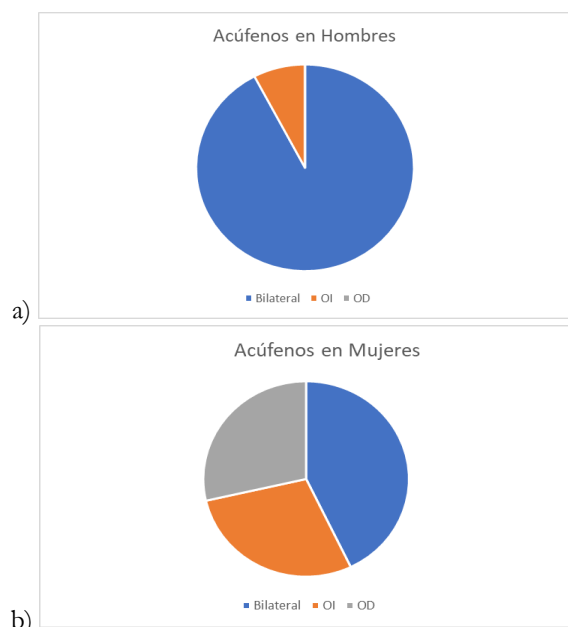 Acúfenos en Hombres
Bilateral OI OD
a)
Acúfenos en Mujeres
Bilateral OI OD
b)